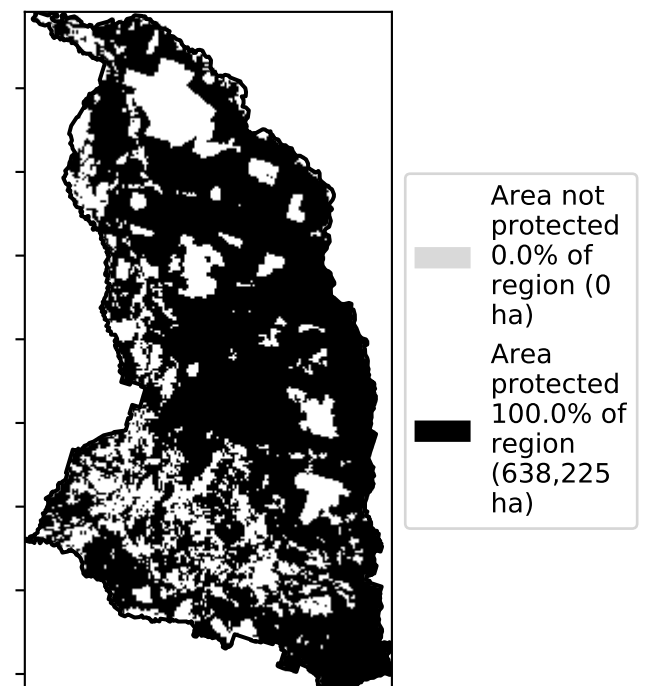 Area not
protected
0.0% of
region (0
ha)
Area
protected
100.0% of
region
(638,225
ha)